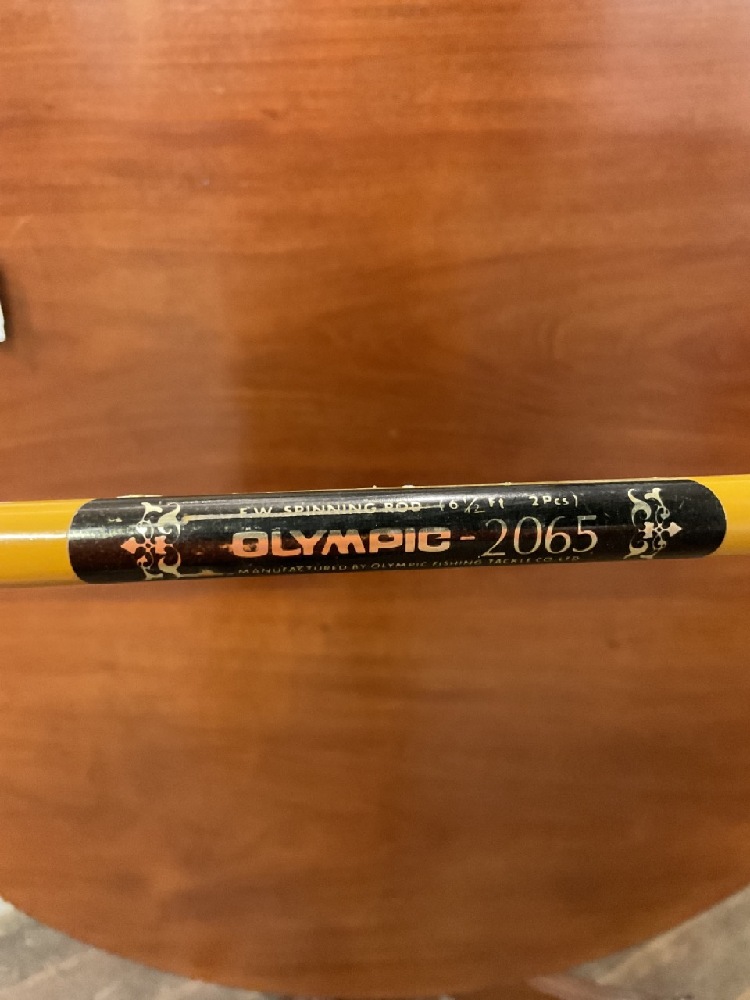 F.W. SPINNING ROD (6½ Ft 2Pcs)
OLYMPIC-2065
MANUFACTURED BY OLYMPIC FISHING TACKLE CO. LTD